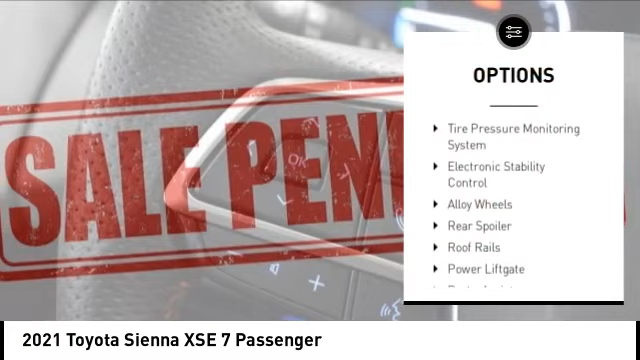 OPTIONS
Tire Pressure Monitoring
System
Electronic Stability
Control
Alloy Wheels
Rear Spoiler
Roof Rails
Power Liftgate
SALE PEN
OK
2021 Toyota Sienna XSE 7 Passenger